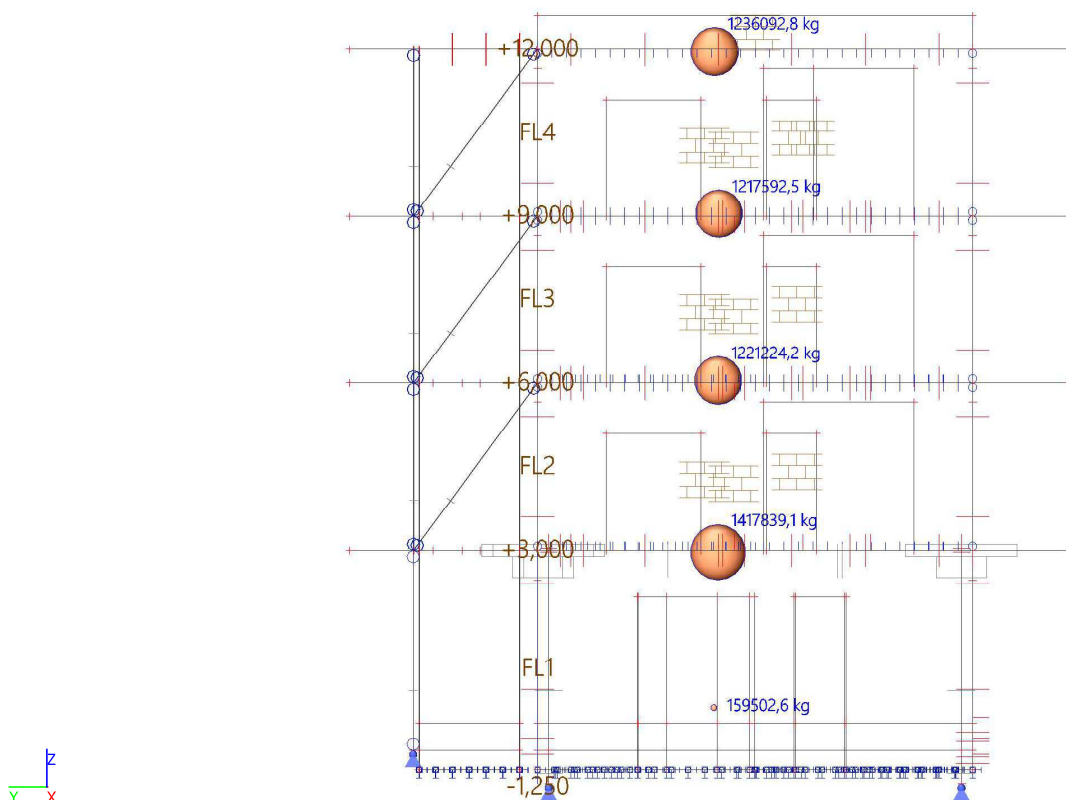 1236092,8 kg
+12,000
FL4
1217592,5 kg
+9,000
FL3
1221224,2 kg
+6,000
FL2
1417839,1 kg
+3,000
FL1
159502,6 kg
-1,250
Z
Y
X